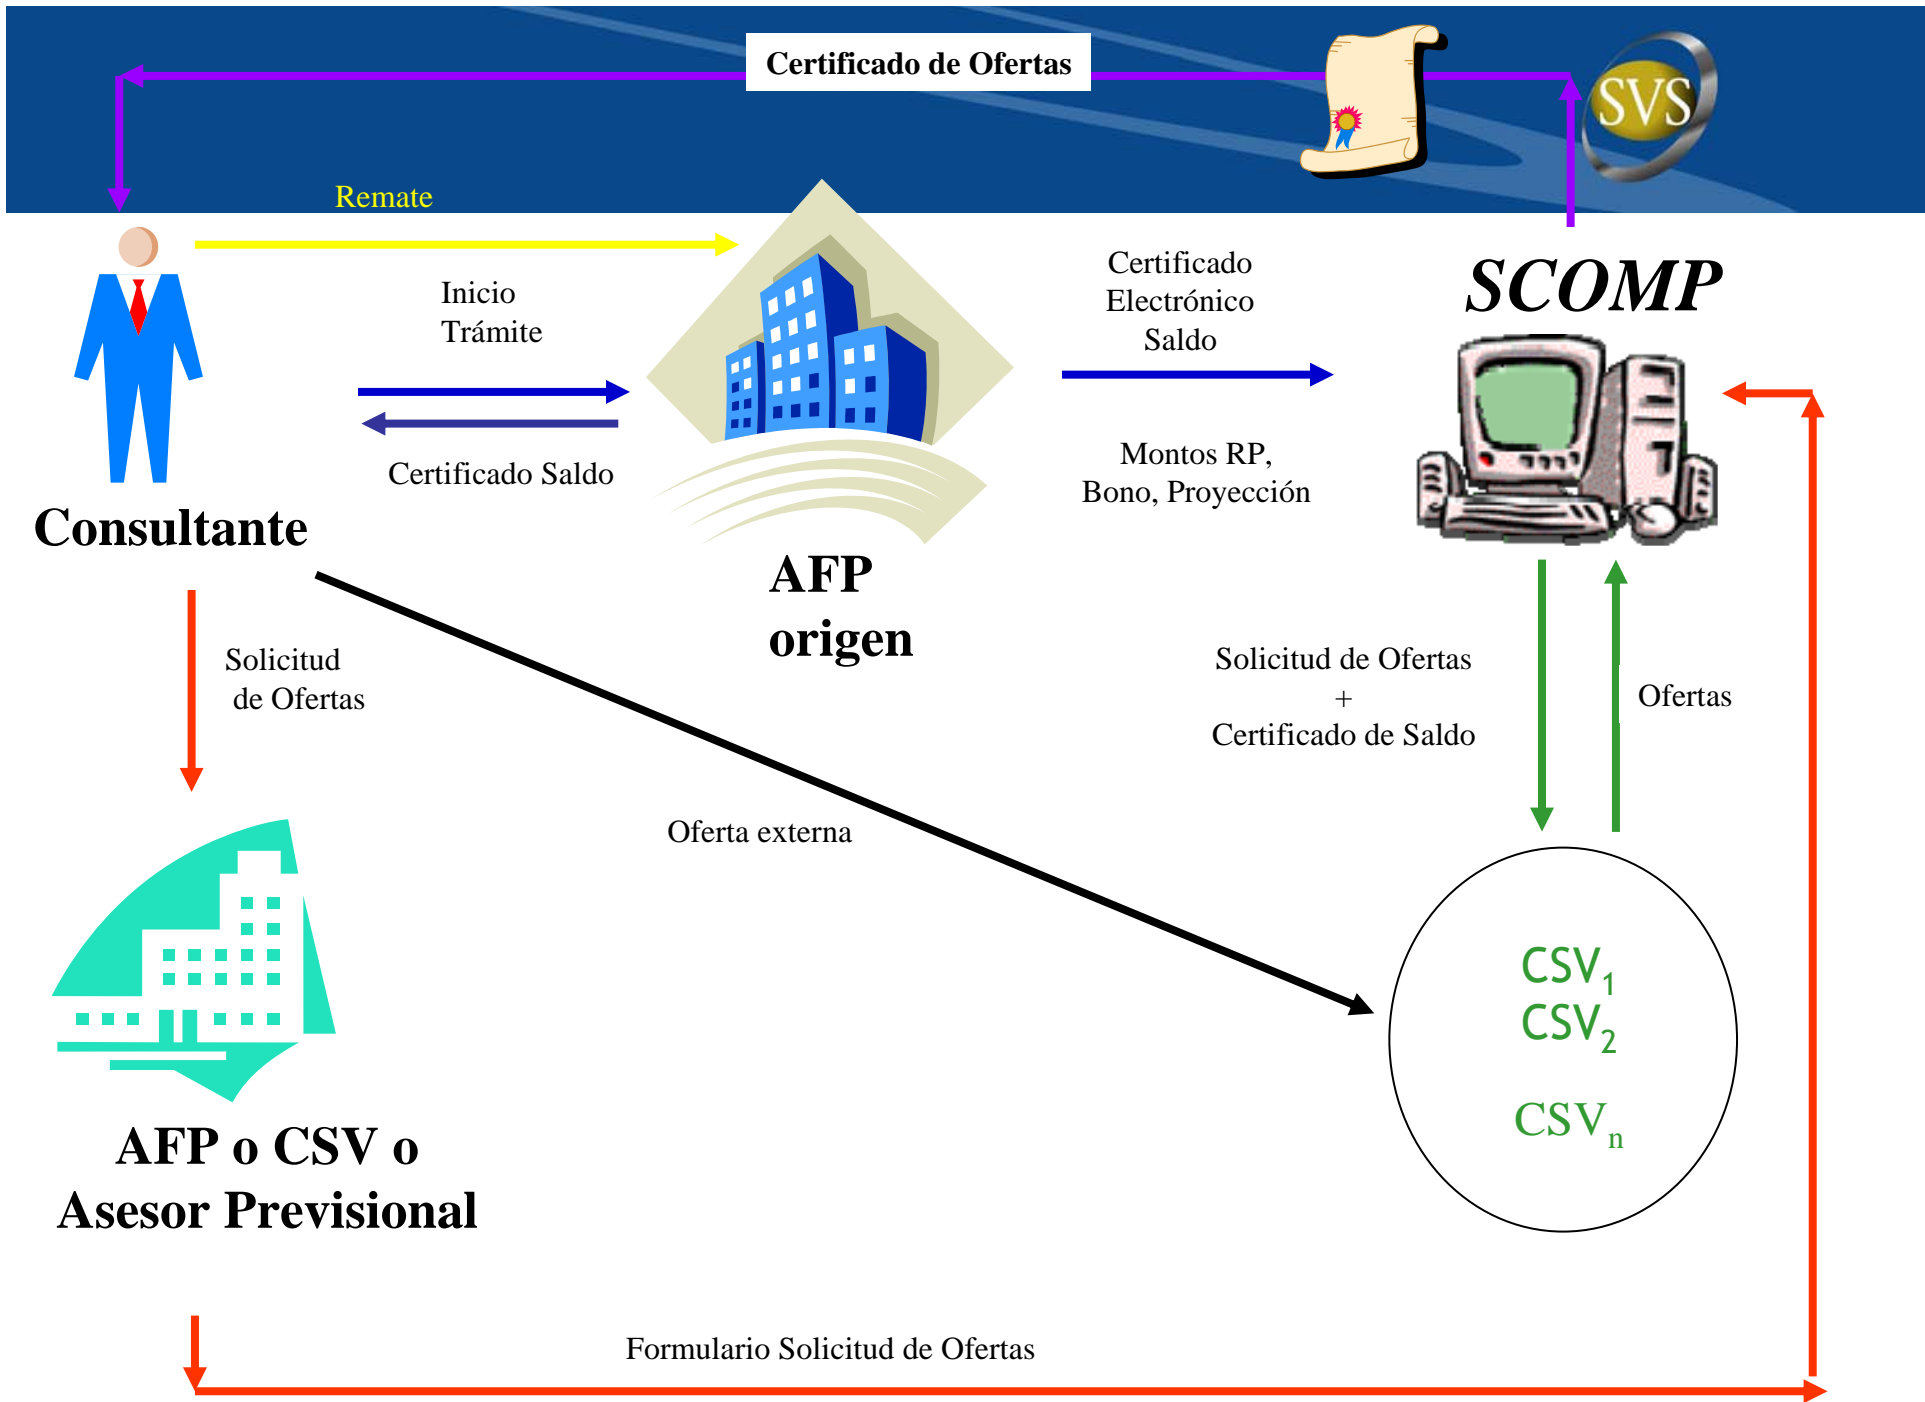 Certificado de Ofertas
SVS
Remate
Inicio
Trámite
Certificado Saldo
Certificado
Electrónico
Saldo
Montos RP,
Bono, Proyección
SCOMP
Consultante
AFP
origen
Solicitud
de Ofertas
Solicitud de Ofertas
+
Certificado de Saldo
Ofertas
Oferta externa
CSV₁
CSV₂
CSVₙ
AFP o CSV o
Asesor Previsional
Formulario Solicitud de Ofertas